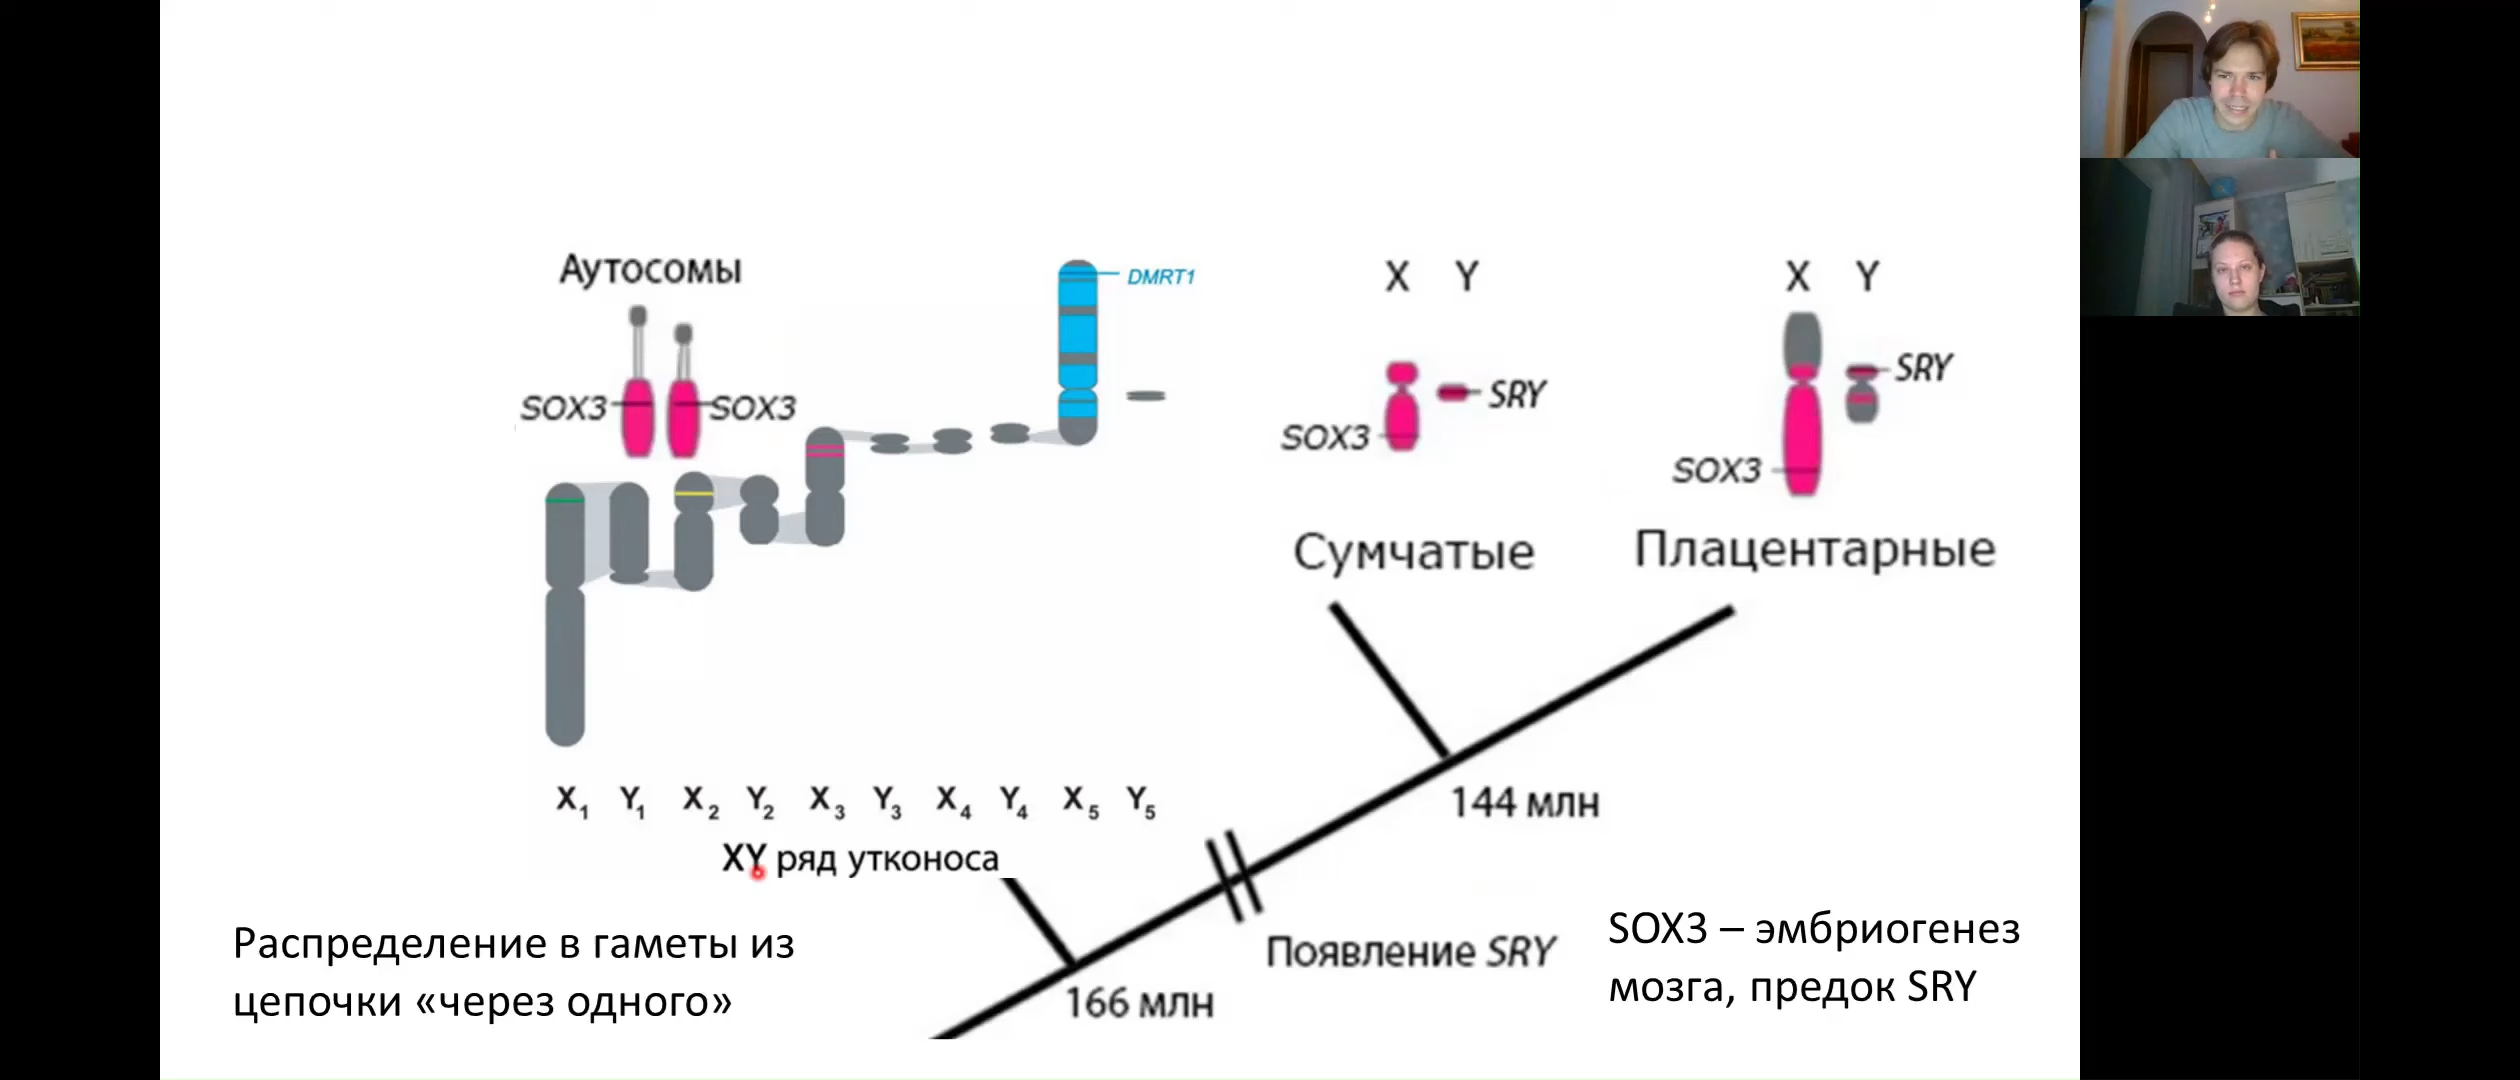 Аутосомы
SOX3
SOX3
DMRT1
X Y
SRY
SOX3
Сумчатые
X Y
SRY
SOX3
Плацентарные
X1 Y1 X2 Y2 X3 Y3 X4 Y4 X5 Y5
XY ряд утконоса
144 млн
166 млн
Появление SRY
Распределение в гаметы из
цепочки «через одного»
SOX3 – эмбриогенез
мозга, предок SRY